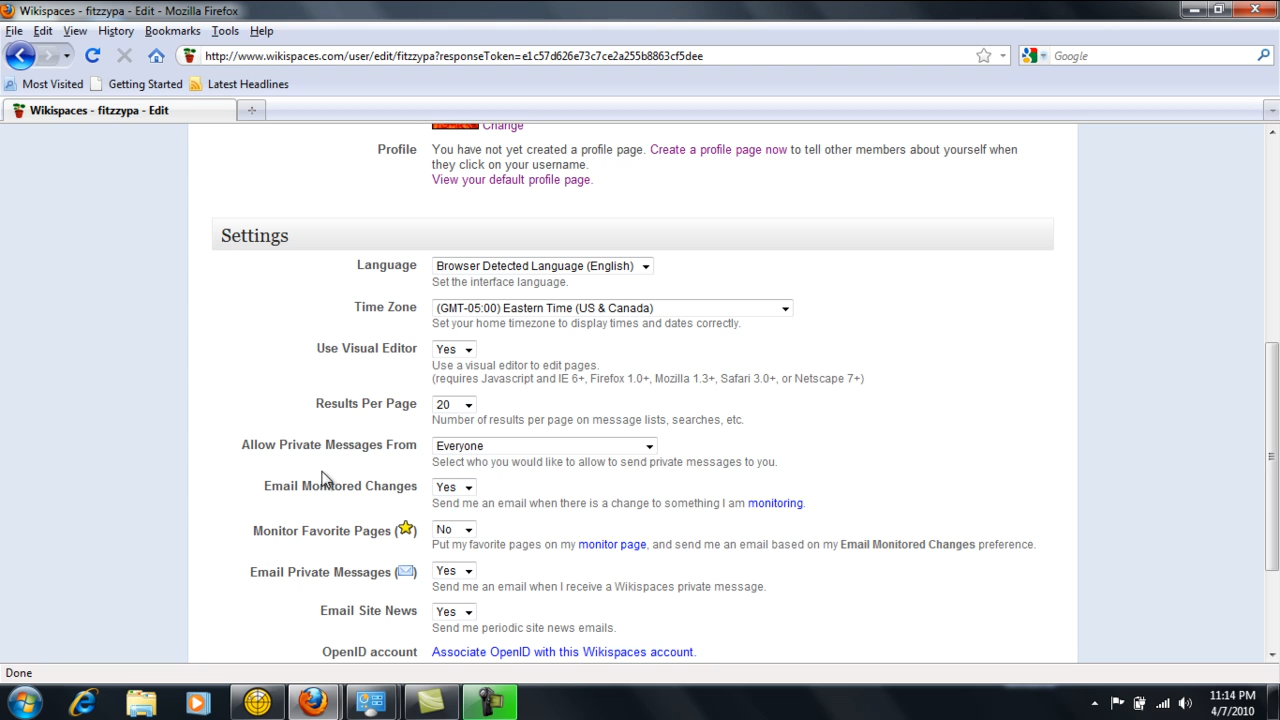 Wikispaces - fitzzypa - Edit - Mozilla Firefox
File Edit View History Bookmarks Tools Help
http://www.wikispaces.com/user/edit/fitzzypa?responseToken=e1c57d626e73c7ce2a255b8863cf5dee
Google
Most Visited Getting Started Latest Headlines
Wikispaces - fitzzypa - Edit
Change
Profile You have not yet created a profile page. Create a profile page now to tell other members about yourself when
they click on your username.
View your default profile page.
Settings
Language Browser Detected Language (English)
Set the interface language.
Time Zone (GMT-05:00) Eastern Time (US & Canada)
Set your home timezone to display times and dates correctly.
Use Visual Editor Yes
Use a visual editor to edit pages.
(requires Javascript and IE 6+, Firefox 1.0+, Mozilla 1.3+, Safari 3.0+, or Netscape 7+)
Results Per Page 20
Number of results per page on message lists, searches, etc.
Allow Private Messages From Everyone
Select who you would like to allow to send private messages to you.
Email Monitored Changes Yes
Send me an email when there is a change to something I am monitoring.
Monitor Favorite Pages ( ) No
Put my favorite pages on my monitor page, and send me an email based on my Email Monitored Changes preference.
Email Private Messages ( ) Yes
Send me an email when I receive a Wikispaces private message.
Email Site News Yes
Send me periodic site news emails.
OpenID account Associate OpenID with this Wikispaces account.
Done
11:14 PM
4/7/2010